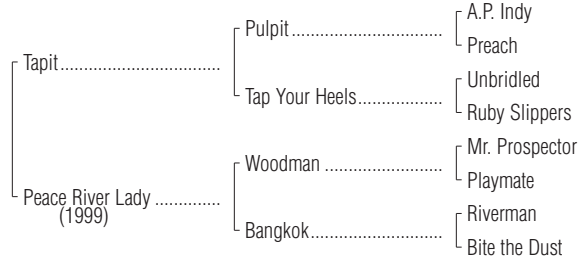 A.P. Indy
Pulpit..................................
Preach
Tapit....................................
Unbridled
Tap Your Heels...................
Ruby Slippers
Mr. Prospector
Woodman ..........................
Playmate
Peace River Lady ..............
(1999)
Riverman
Bangkok.............................
Bite the Dust